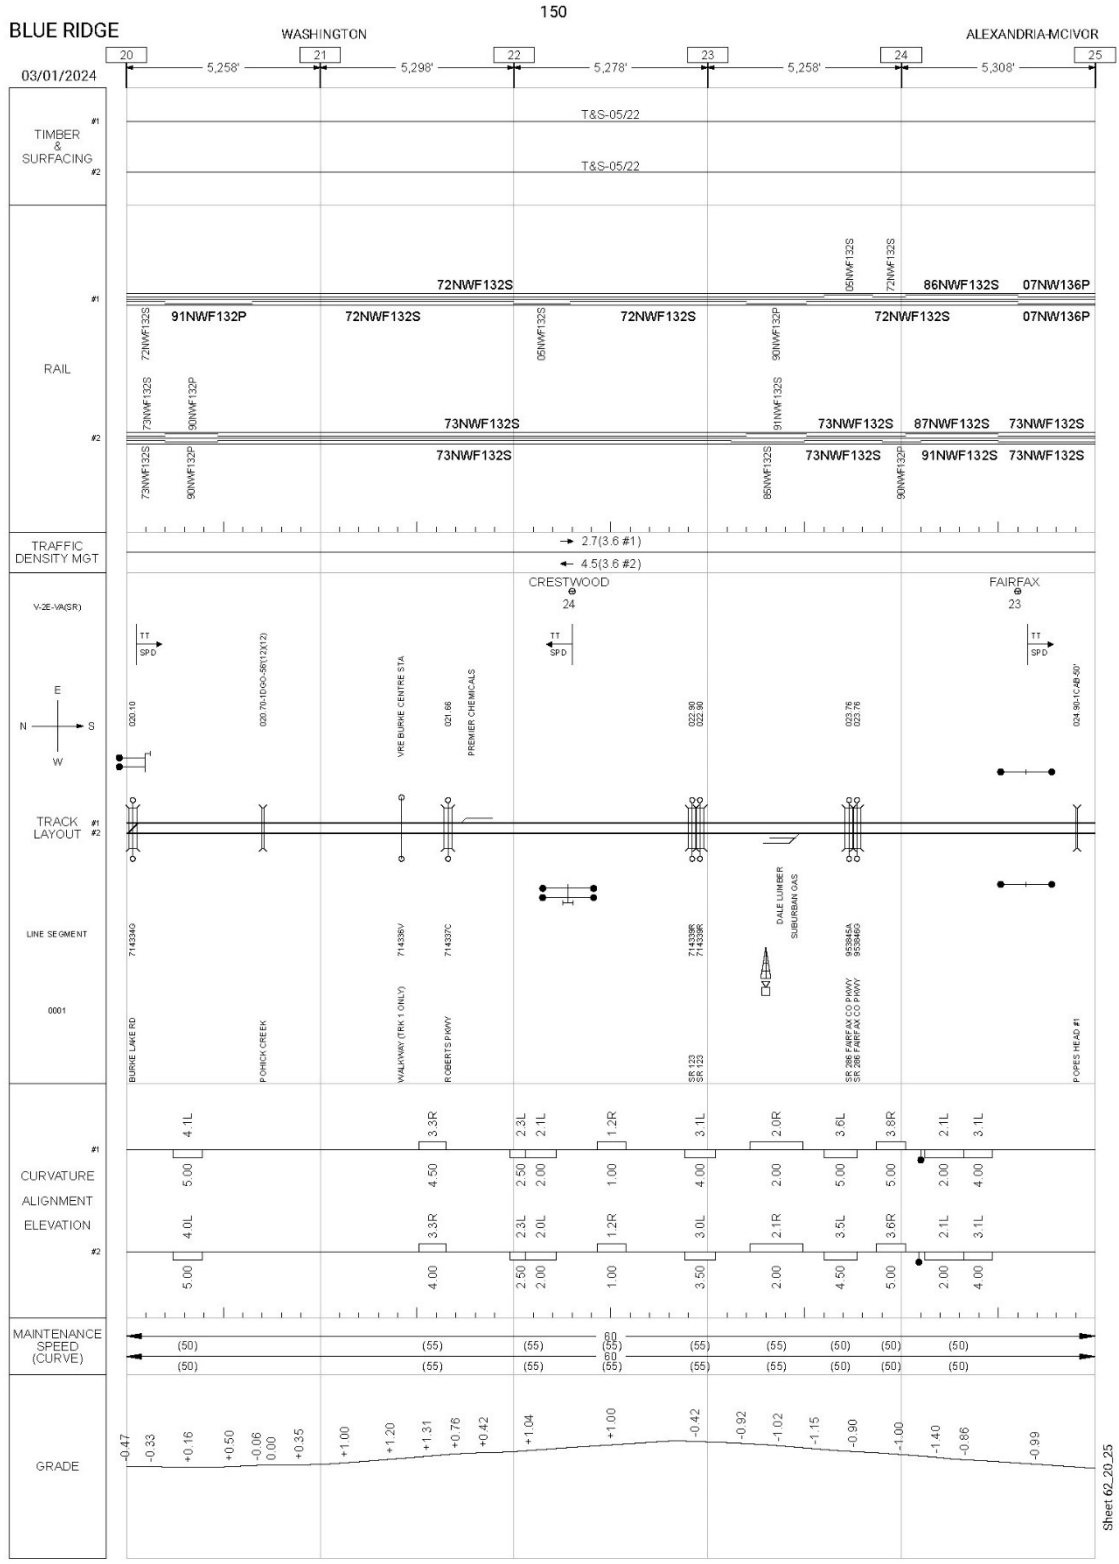 150
BLUE RIDGE
WASHINGTON
ALEXANDRIA-MCIVOR
20 21 22 23 24 25
03/01/2024
5,258' 5,298' 5,278' 5,258' 5,308'
TIMBER
&
SURFACING
#1
T&S-05/22
#2
T&S-05/22
RAIL
05NWF132S
72NWF132S
72NWF132S 86NWF132S 07NW136P
#1
91NWF132P 72NWF132S 72NWF132S 72NWF132S 07NW136P
72NWF132S
05NWF132S
90NWF132P
73NWF132S
90NWF132P
91NWF132S
73NWF132S 73NWF132S 87NWF132S 73NWF132S
#2
73NWF132S 73NWF132S 91NWF132S 73NWF132S
73NWF132S
90NWF132P
85NWF132S
90NWF132P
TRAFFIC
DENSITY MGT
2.7(3.6 #1)
4.5(3.6 #2)
CRESTWOOD
24
FAIRFAX
23
V-2E-VA(SR)
TT
SPD
TT
SPD
TT
SPD
E
N S
W
020.10
020.70-1DGO-56'(12)(12)
VRE BURKE CENTRE STA
021.66
PREMIER CHEMICALS
022.90
022.90
023.76
023.76
024.90-1CAB-50'
TRACK
LAYOUT
#1
#2
LINE SEGMENT
0001
714334G
714336V
714337C
714339R
714339R
DALE LUMBER
SUBURBAN GAS
953845A
953846G
BURKE LAKE RD
POHICK CREEK
WALKWAY (TRK 1 ONLY)
ROBERTS PKWY
SR 123
SR 123
SR 286 FAIRFAX CO PKWY
SR 286 FAIRFAX CO PKWY
POPES HEAD #1
CURVATURE
ALIGNMENT
ELEVATION
#1
4.1L 3.3R 2.3L 2.1L 1.2R 3.1L 2.0R 3.6L 3.8R 2.1L 3.1L
5.00 4.50 2.50 2.00 1.00 4.00 2.00 5.00 5.00 2.00 4.00
#2
4.0L 3.3R 2.3L 2.0L 1.2R 3.0L 2.1R 3.5L 3.6R 2.1L 3.1L
5.00 4.00 2.50 2.00 1.00 3.50 2.00 4.50 5.00 2.00 4.00
MAINTENANCE
SPEED
(CURVE)
60
(50) (55) (55) (55) (55) (55) (50) (50) (50)
60
(50) (55) (55) (55) (55) (55) (50) (50) (50)
GRADE
-0.47 -0.33 +0.16 +0.50 -0.06 0.00 +0.35 +1.00 +1.20 +1.31 +0.76 +0.42 +1.04 +1.00 -0.42 -0.92 -1.02 -1.15 -0.90 -1.00 -1.40 -0.86 -0.99
Sheet 62_20_25